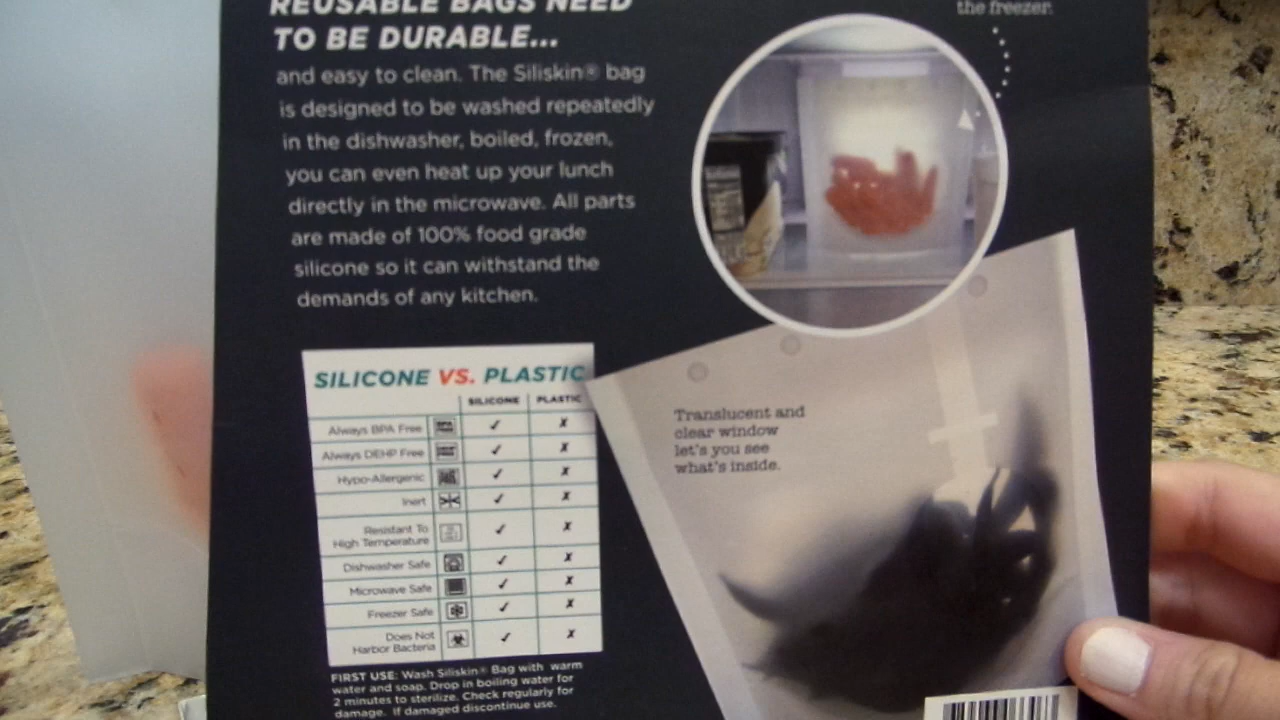 REUSABLE BAGS NEED
TO BE DURABLE...
and easy to clean. The Siliskin® bag
is designed to be washed repeatedly
in the dishwasher, boiled, frozen,
you can even heat up your lunch
directly in the microwave. All parts
are made of 100% food grade
silicone so it can withstand the
demands of any kitchen.
the freezer.
SILICONE VS. PLASTIC
SILICONE PLASTIC
Always BPA Free ✓ ✗
Always DEHP Free ✓ ✗
Hypo-Allergenic ✓ ✗
Inert ✓ ✗
Resistant To
High Temperature ✓ ✗
Dishwasher Safe ✓ ✗
Microwave Safe ✓ ✗
Freezer Safe ✓ ✗
Does Not
Harbor Bacteria ✓ ✗
FIRST USE: Wash Siliskin® Bag with warm
water and soap. Drop in boiling water for
2 minutes to sterilize. Check regularly for
damage. If damaged discontinue use.
Translucent and
clear window
let's you see
what's inside.